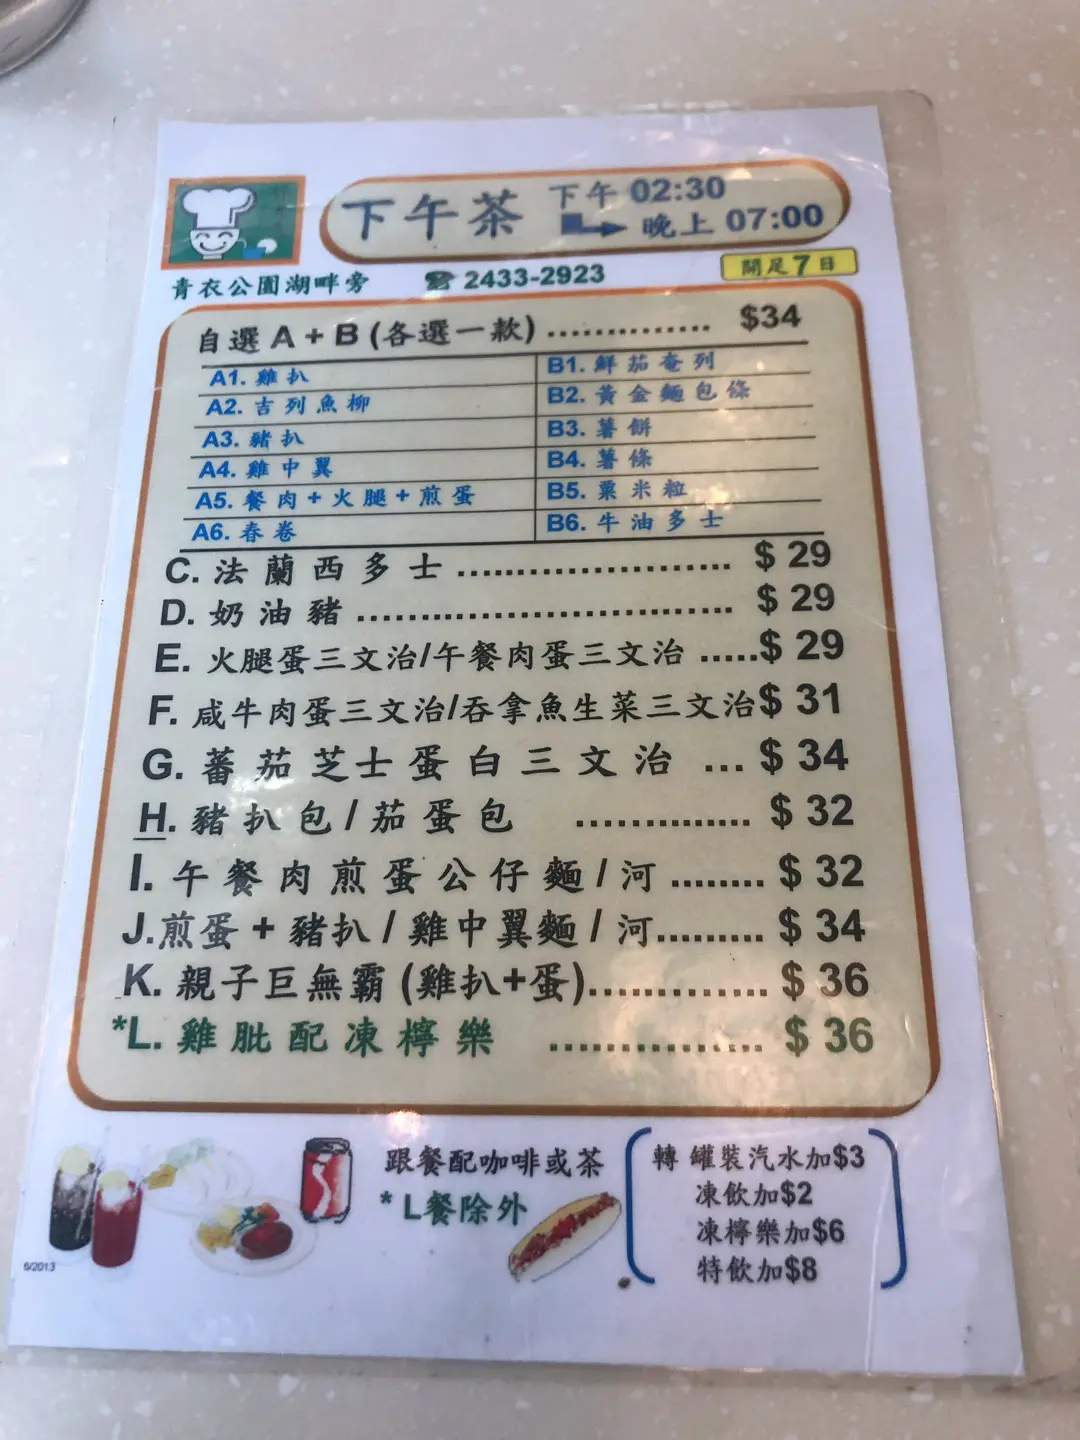 下午茶 下午 02:30
晚上 07:00
青衣公園湖畔旁 ☎ 2433-2923 開足7日
自選 A + B (各選一款) ............... $34
A1. 雞扒 B1. 鮮茄奄列
A2. 吉列魚柳 B2. 黃金麵包條
A3. 豬扒 B3. 薯餅
A4. 雞中翼 B4. 薯條
A5. 餐肉+火腿+煎蛋 B5. 粟米粒
A6. 春卷 B6. 牛油多士
C. 法蘭西多士 ....................... $ 29
D. 奶油豬 ................................ $ 29
E. 火腿蛋三文治/午餐肉蛋三文治 .....$ 29
F. 咸牛肉蛋三文治/吞拿魚生菜三文治$ 31
G. 蕃茄芝士蛋白三文治 ... $ 34
H. 豬扒包/茄蛋包 ............. $ 32
I. 午餐肉煎蛋公仔麵/河 ........ $ 32
J.煎蛋+豬扒/雞中翼麵/河......... $ 34
K. 親子巨無霸 (雞扒+蛋)............. $ 36
*L. 雞肶配凍檸樂 ................ $ 36
跟餐配咖啡或茶
*L餐除外
轉 罐裝汽水加$3
凍飲加$2
凍檸樂加$6
特飲加$8
6/2013